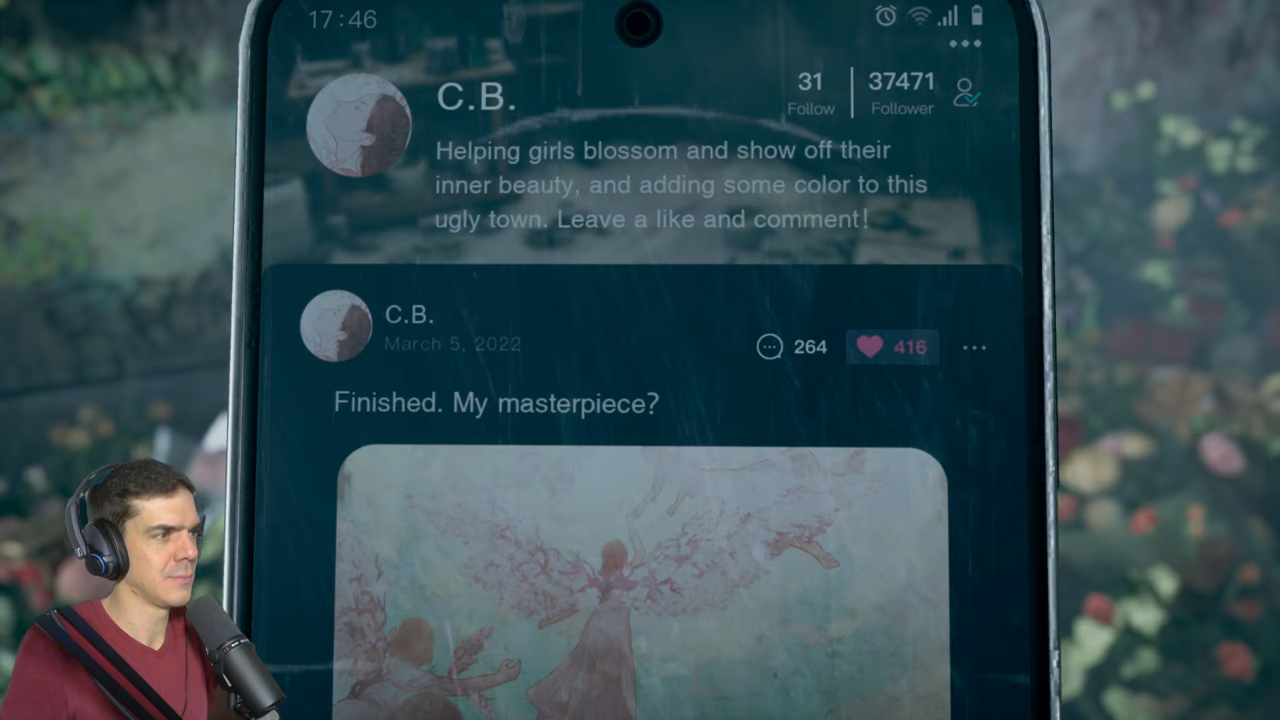 17:46
C.B.
31
Follow
37471
Follower
Helping girls blossom and show off their
inner beauty, and adding some color to this
ugly town. Leave a like and comment!
C.B.
March 5, 2022
264
416
Finished. My masterpiece?